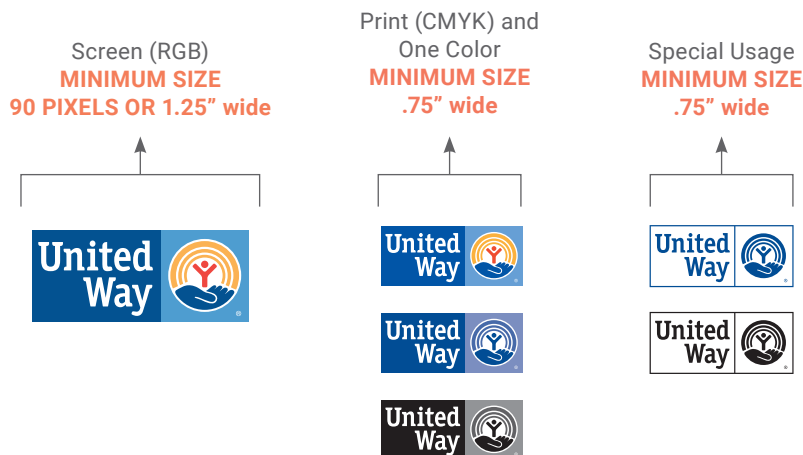 Screen (RGB)
MINIMUM SIZE
90 PIXELS OR 1.25” wide
Print (CMYK) and
One Color
MINIMUM SIZE
.75” wide
Special Usage
MINIMUM SIZE
.75” wide
United
Way
®
United
Way
®
United
Way
®
United
Way
®
United
Way
®
United
Way
®